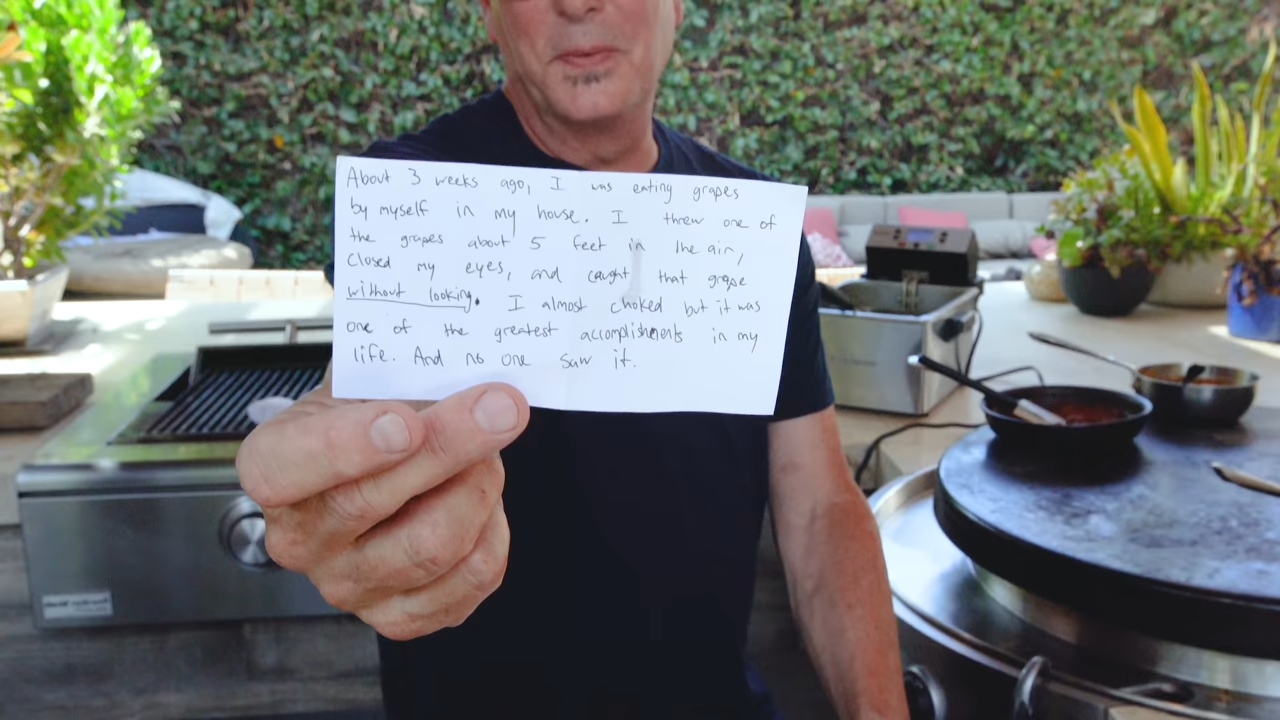 About 3 weeks ago, I was eating grapes
by myself in my house. I threw one of
the grapes about 5 feet in the air,
closed my eyes, and caught that grape
without looking. I almost choked but it was
one of the greatest accomplishments in my
life. And no one saw it.